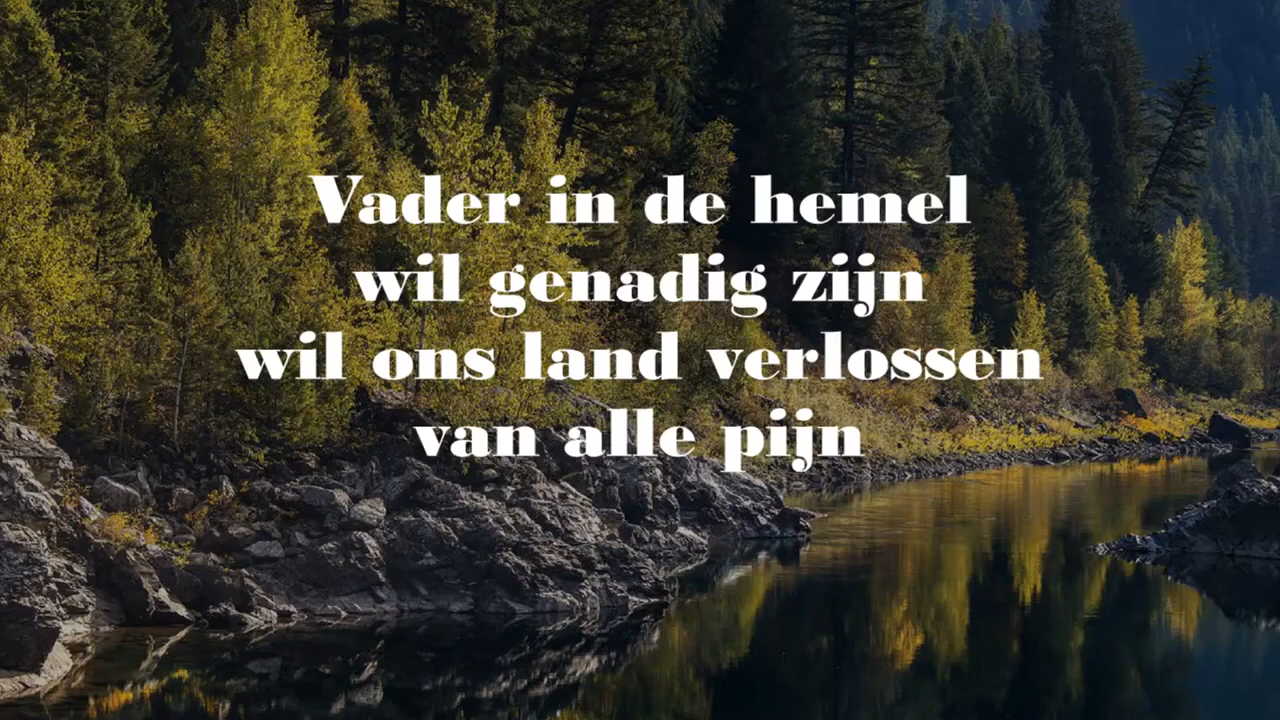 Vader in de hemel
wil genadig zijn
wil ons land verlossen
van alle pijn